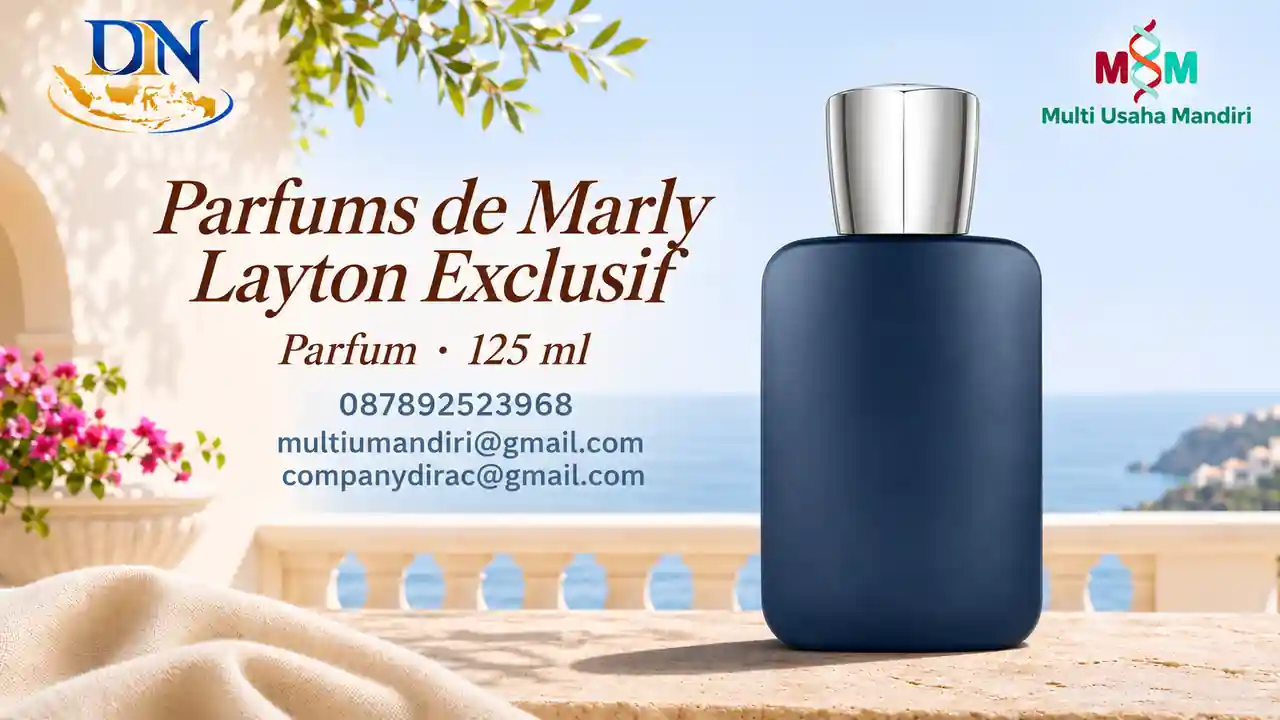 DN
M M
Multi Usaha Mandiri
Parfums de Marly
Layton Exclusif
Parfum · 125 ml
087892523968
multiumandiri@gmail.com
companydirac@gmail.com